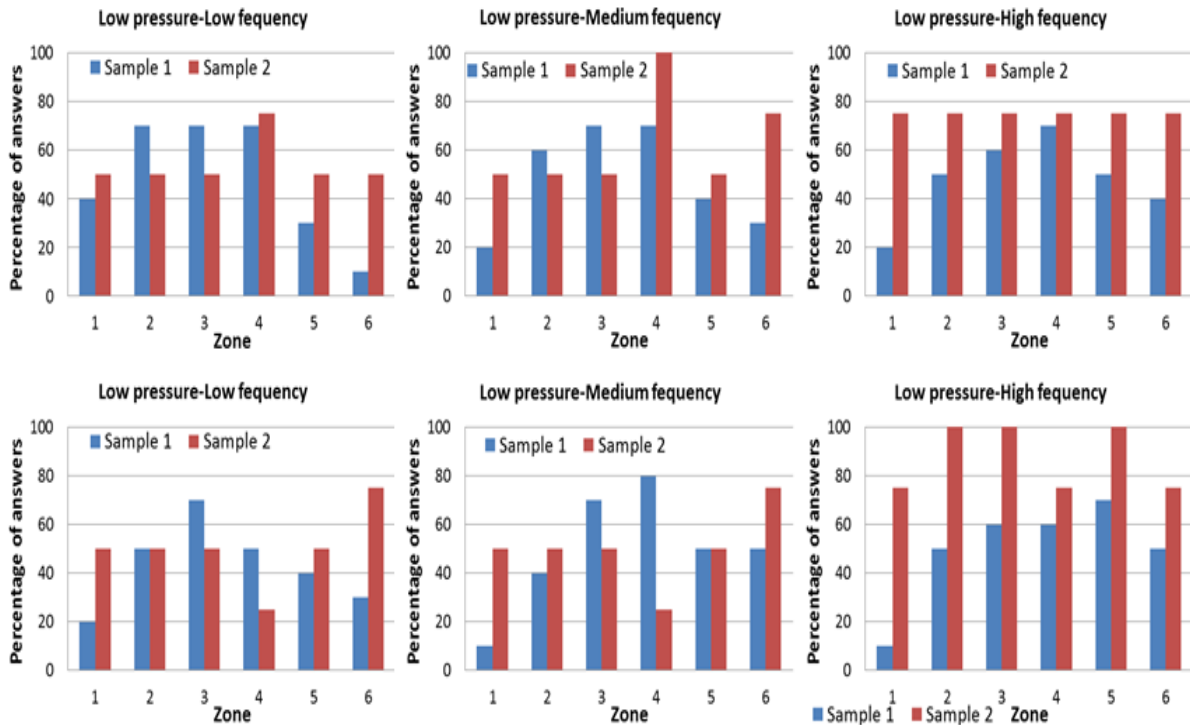 Low pressure-Low fequency
Percentage of answers
100
80
60
40
20
0
Sample 1 Sample 2
1 2 3 4 5 6
Zone
Low pressure-Medium fequency
Percentage of answers
100
80
60
40
20
0
Sample 1 Sample 2
1 2 3 4 5 6
Zone
Low pressure-High fequency
Percentage of answers
100
80
60
40
20
0
Sample 1 Sample 2
1 2 3 4 5 6
Zone
Low pressure-Low fequency
Percentage of answers
100
80
60
40
20
0
Sample 1 Sample 2
1 2 3 4 5 6
Zone
Low pressure-Medium fequency
Percentage of answers
100
80
60
40
20
0
Sample 1 Sample 2
1 2 3 4 5 6
Zone
Low pressure-High fequency
Percentage of answers
100
80
60
40
20
0
1 2 3 4 5 6
Zone
Sample 1 Sample 2